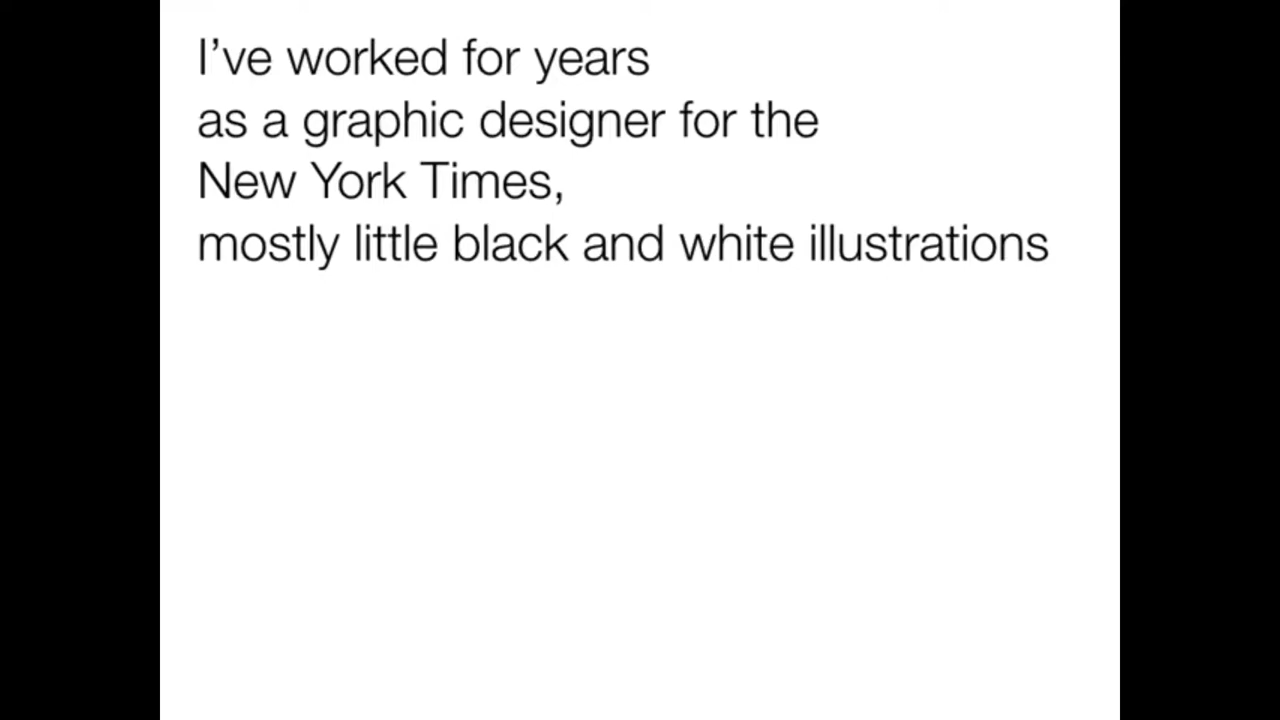 I’ve worked for years
as a graphic designer for the
New York Times,
mostly little black and white illustrations